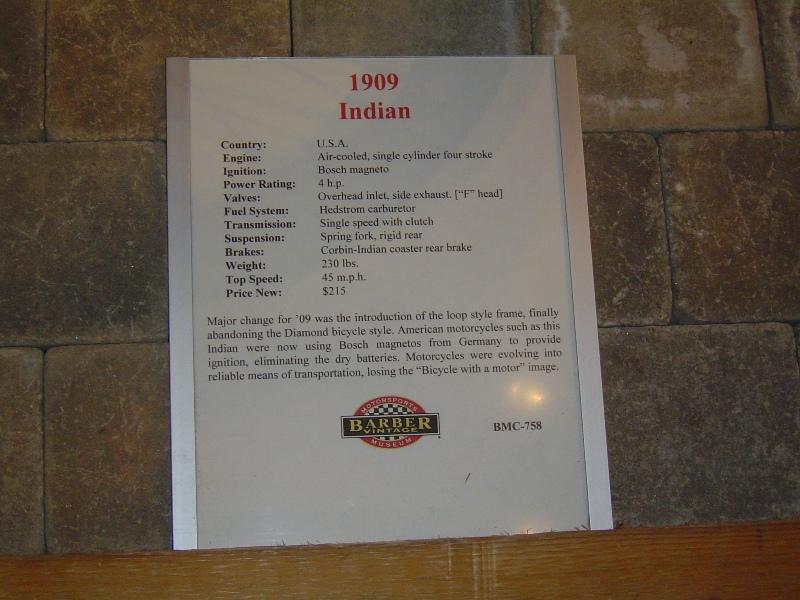 1909
Indian
Country: U.S.A.
Engine: Air-cooled, single cylinder four stroke
Ignition: Bosch magneto
Power Rating: 4 h.p.
Valves: Overhead inlet, side exhaust. ["F" head]
Fuel System: Hedstrom carburetor
Transmission: Single speed with clutch
Suspension: Spring fork, rigid rear
Brakes: Corbin-Indian coaster rear brake
Weight: 230 lbs.
Top Speed: 45 m.p.h.
Price New: $215
Major change for '09 was the introduction of the loop style frame, finally
abandoning the Diamond bicycle style. American motorcycles such as this
Indian were now using Bosch magnetos from Germany to provide
ignition, eliminating the dry batteries. Motorcycles were evolving into
reliable means of transportation, losing the "Bicycle with a motor" image.
MOTORSPORTS
BARBER
VINTAGE
MUSEUM
BMC-758